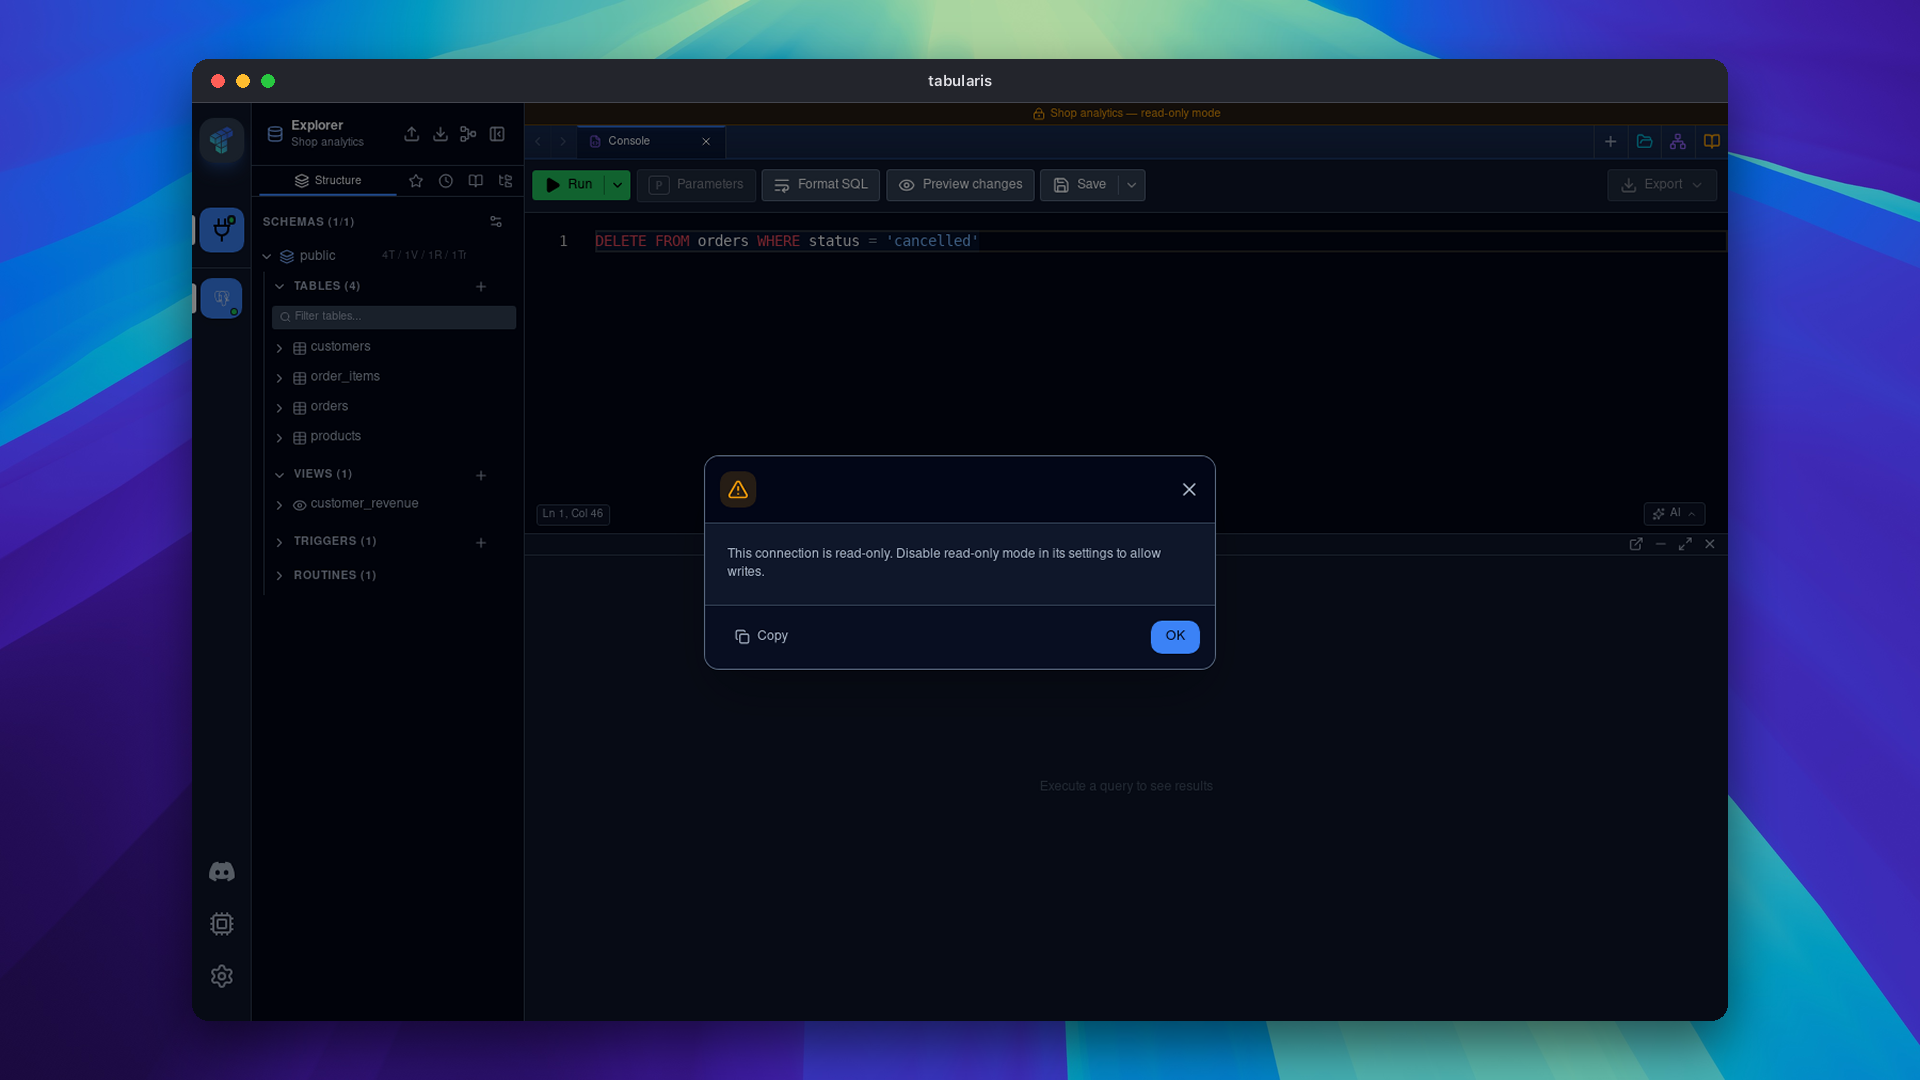 tabularis
Explorer
Shop analytics
Shop analytics — read-only mode
Console
Structure
Run
P Parameters
Format SQL
Preview changes
Save
Export
SCHEMAS (1/1)
public 4T / 1V / 1R / 1Tr
TABLES (4)
Filter tables...
customers
order_items
orders
products
VIEWS (1)
customer_revenue
TRIGGERS (1)
ROUTINES (1)
1 DELETE FROM orders WHERE status = 'cancelled'
Ln 1, Col 46
AI
This connection is read-only. Disable read-only mode in its settings to allow
writes.
Copy
OK
Execute a query to see results